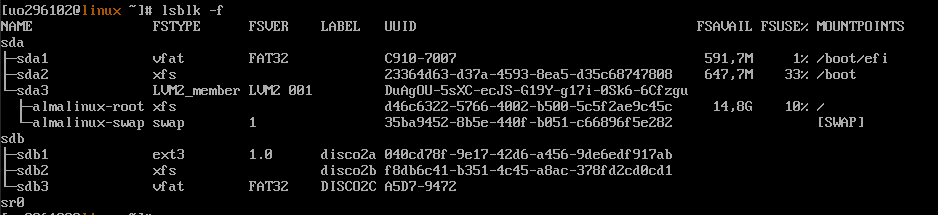 [uo296102@linux ~]# lsblk -f
NAME FSTYPE FSVER LABEL UUID FSAVAIL FSUSE% MOUNTPOINTS
sda
├─sda1 vfat FAT32 C910-7007 591,7M 1% /boot/efi
├─sda2 xfs 23364d63-d37a-4593-8ea5-d35c68747808 647,7M 33% /boot
└─sda3 LVM2_member LVM2 001 DuAgOU-5sXC-ecJS-G19Y-g17i-0Sk6-6Cfzgu
├─almalinux-root xfs d46c6322-5766-4002-b500-5c5f2ae9c45c 14,8G 10% /
└─almalinux-swap swap 1 35ba9452-8b5e-440f-b051-c66896f5e282 [SWAP]
sdb
├─sdb1 ext3 1.0 disco2a 040cd78f-9e17-42d6-a456-9de6edf917ab
├─sdb2 xfs disco2b f8db6c41-b351-4c45-a8ac-378fd2cd0cd1
└─sdb3 vfat FAT32 DISCO2C A5D7-9472
sr0